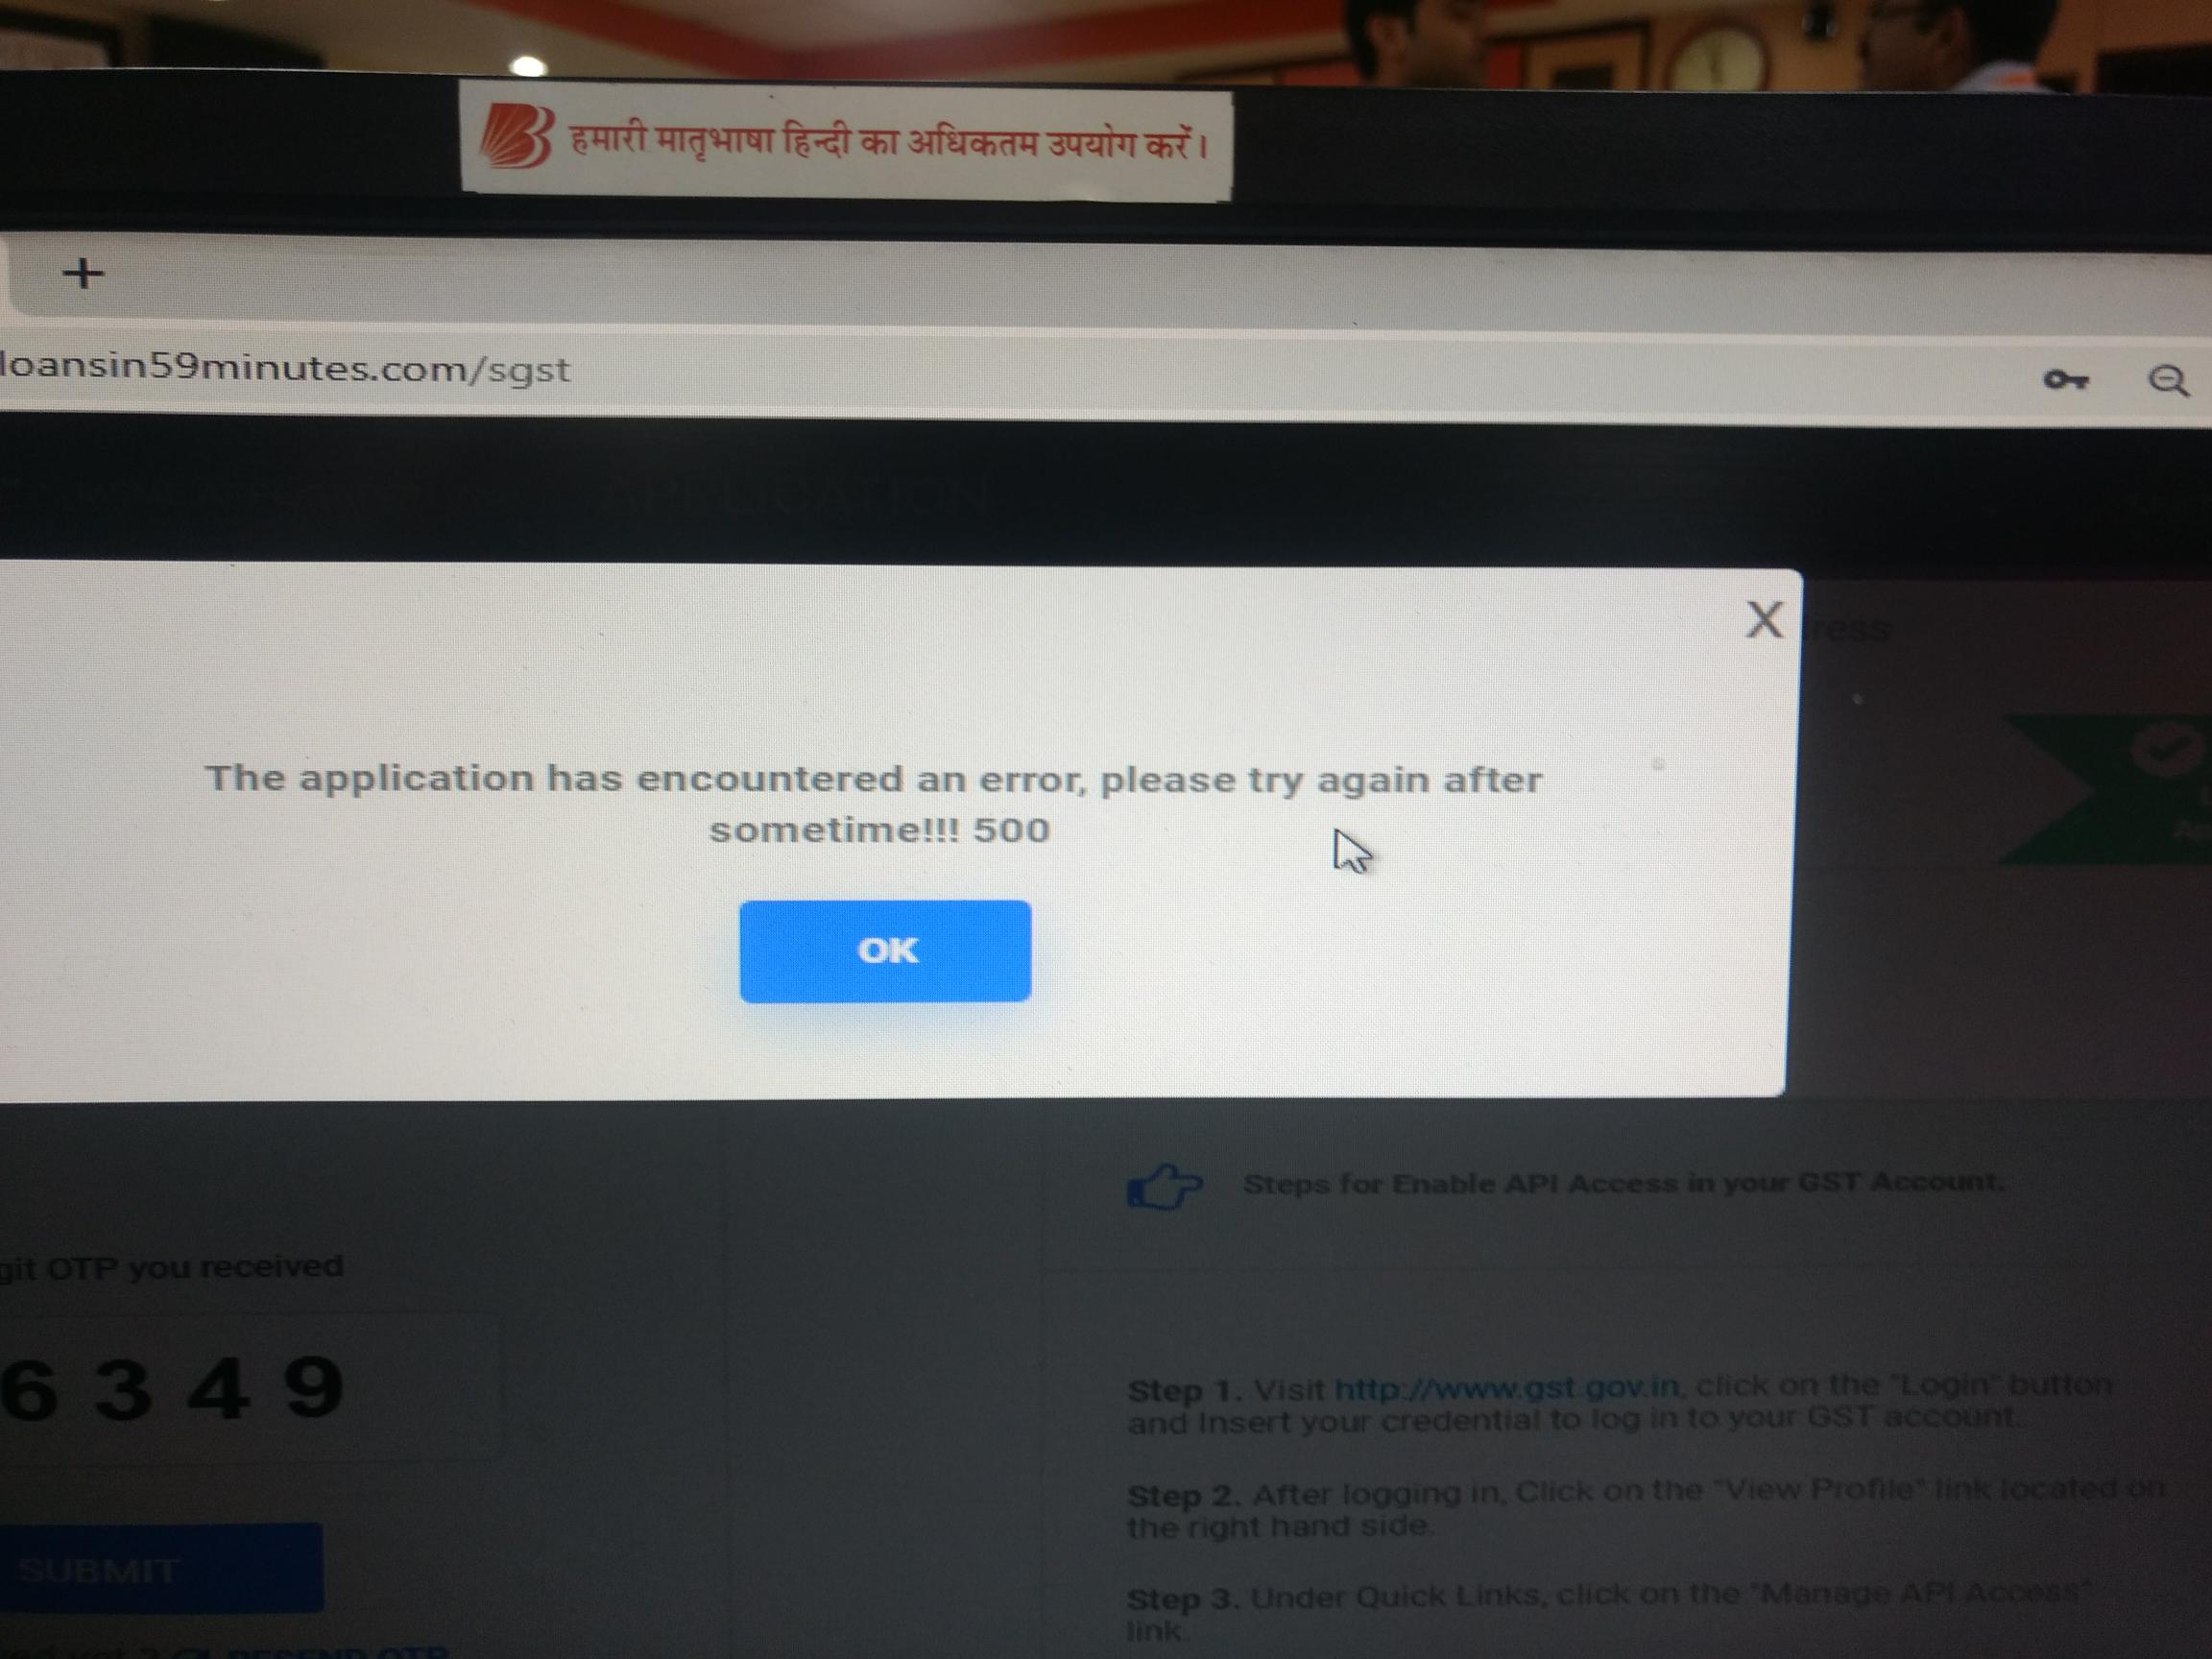 हमारी मातृभाषा हिन्दी का अधिकतम उपयोग करें।
+
loansin59minutes.com/sgst
APPLICATION
X
The application has encountered an error, please try again after
sometime!!! 500
OK
Steps for Enable API Access in your GST Account.
OTP you received
6 3 4 9
SUBMIT
RESEND OTP
Step 1. Visit http://www.gst.gov.in, click on the "Login" button
and Insert your credential to log in to your GST account.
Step 2. After logging in, Click on the "View Profile" link located on
the right hand side.
Step 3. Under Quick Links, click on the "Manage API Access"
link.